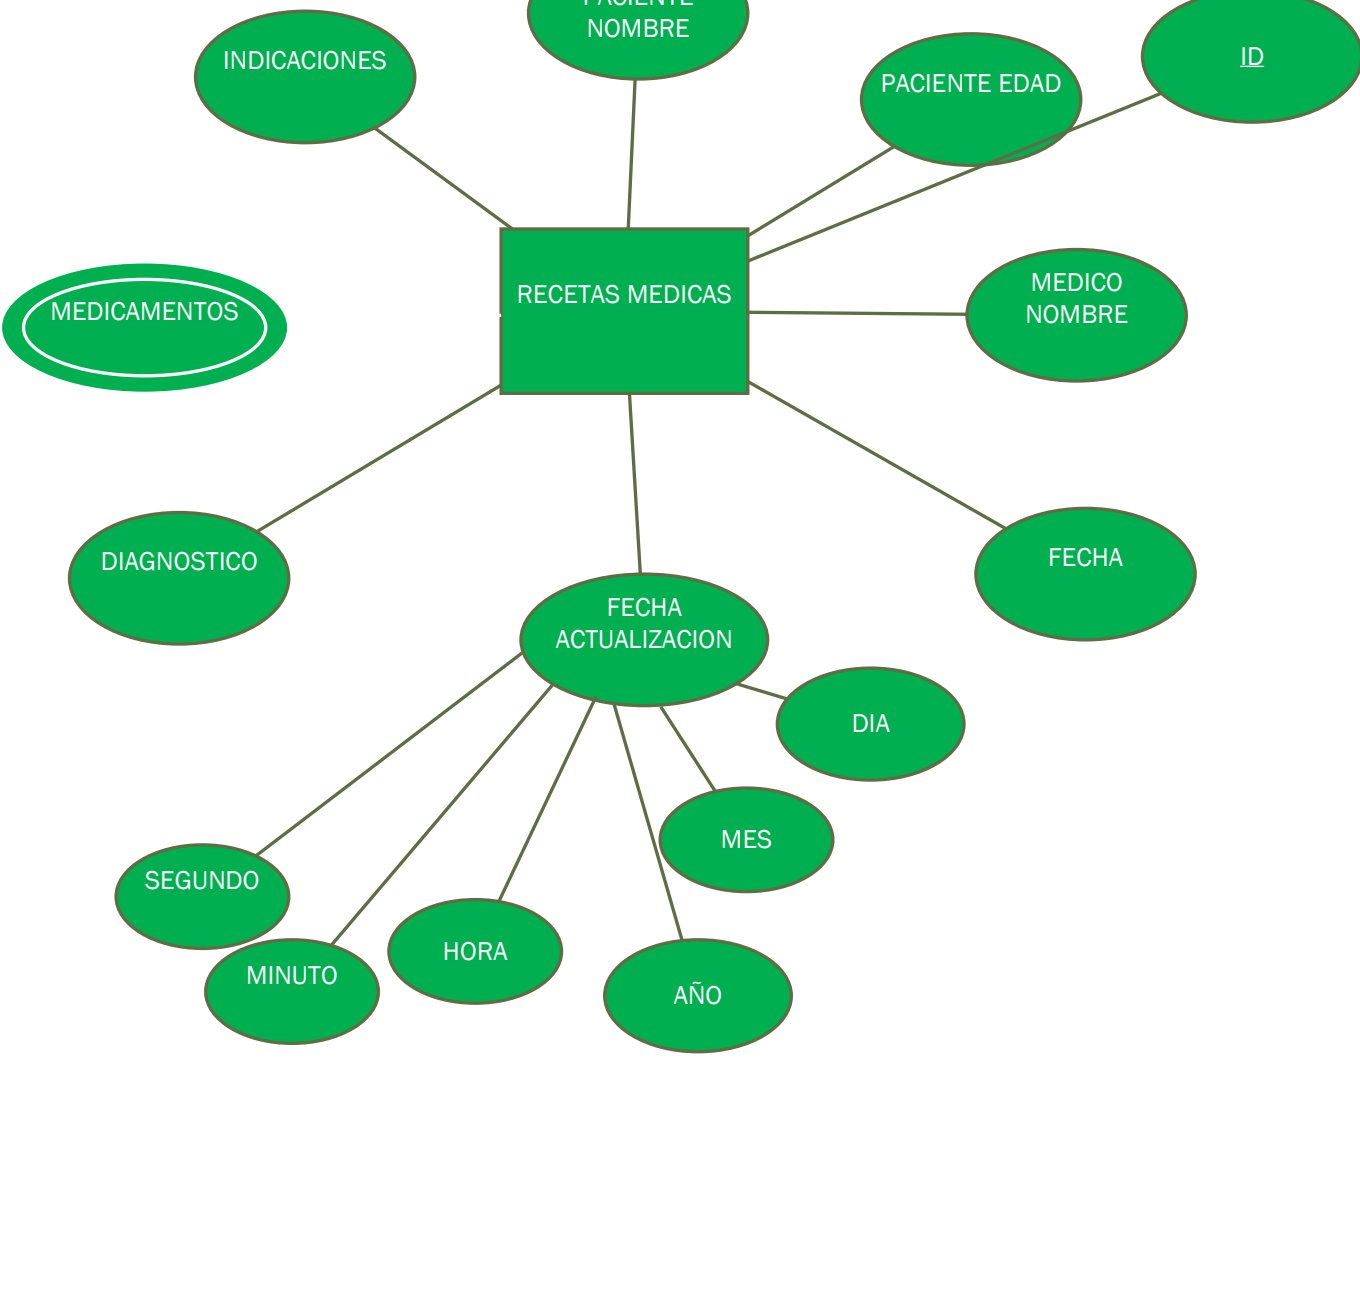 PACIENTE
NOMBRE
INDICACIONES
PACIENTE EDAD
ID
RECETAS MEDICAS
MEDICO
NOMBRE
MEDICAMENTOS
DIAGNOSTICO
FECHA
FECHA
ACTUALIZACION
DIA
MES
SEGUNDO
MINUTO
HORA
AÑO